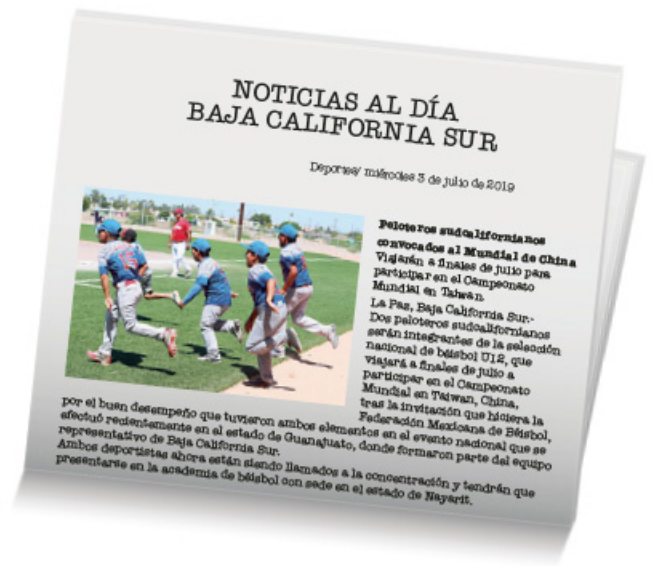 NOTICIAS AL DÍA
BAJA CALIFORNIA SUR
Deportes/ miércoles 3 de julio de 2019
Peloteros sudcalifornianos
convocados al Mundial de China
Viajarán a finales de julio para
participar en el Campeonato
Mundial en Taiwan
La Paz, Baja California Sur.-
Dos peloteros sudcalifornianos
serán integrantes de la selección
nacional de béisbol U12, que
viajará a finales de julio a
participar en el Campeonato
Mundial en Taiwan, China,
tras la invitación que hiciera la
Federación Mexicana de Béisbol,
por el buen desempeño que tuvieron ambos elementos en el evento nacional que se
efectuó recientemente en el estado de Guanajuato, donde formaron parte del equipo
representativo de Baja California Sur.
Ambos deportistas ahora están siendo llamados a la concentración y tendrán que
presentarse en la academia de béisbol con sede en el estado de Nayarit.